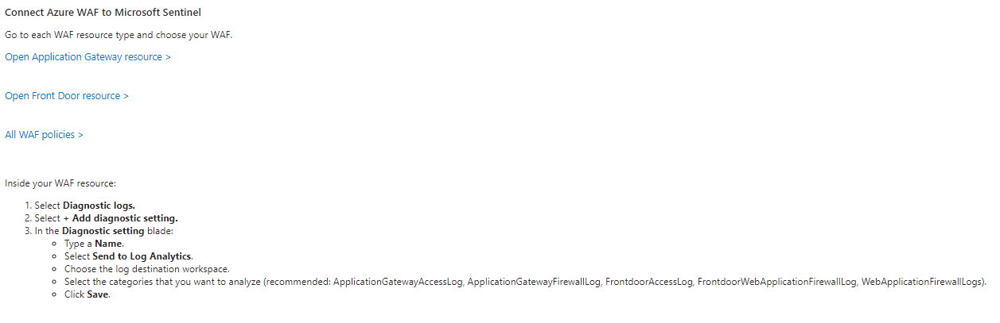 Connect Azure WAF to Microsoft Sentinel
Go to each WAF resource type and choose your WAF.
Open Application Gateway resource >
Open Front Door resource >
All WAF policies >
Inside your WAF resource:
1. Select Diagnostic logs.
2. Select + Add diagnostic setting.
3. In the Diagnostic setting blade:
Type a Name.
Select Send to Log Analytics.
Choose the log destination workspace.
Select the categories that you want to analyze (recommended: ApplicationGatewayAccessLog, ApplicationGatewayFirewallLog, FrontdoorAccessLog, FrontdoorWebApplicationFirewallLog, WebApplicationFirewallLogs).
Click Save.